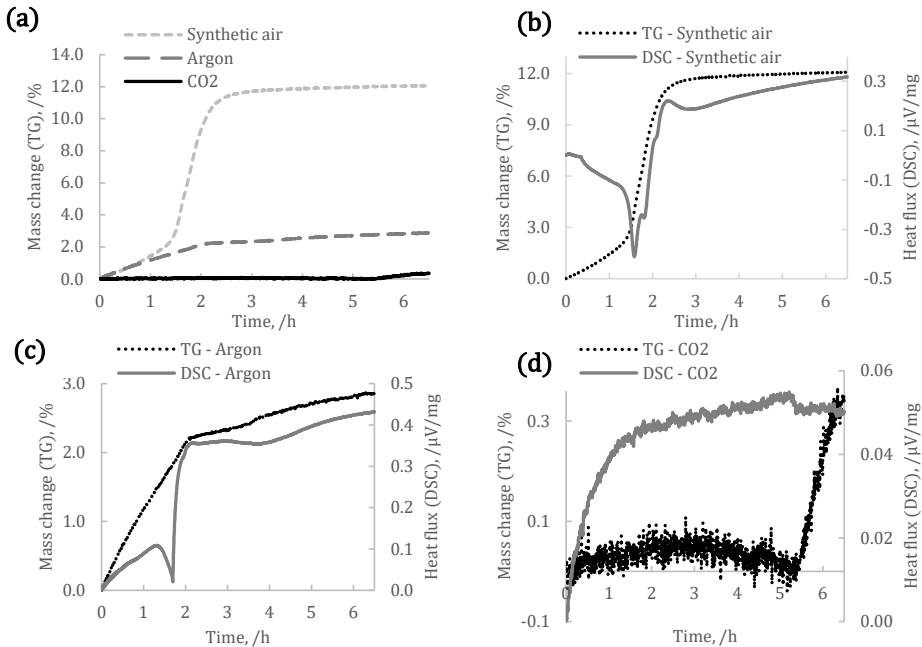 (a)
Synthetic air
Argon
CO2
14.0
12.0
10.0
8.0
6.0
4.0
2.0
0.0
Mass change (TG), /%
0 1 2 3 4 5 6
Time, /h
(b)
TG - Synthetic air
DSC - Synthetic air
12.0
9.0
6.0
3.0
0.0
Mass change (TG), /%
0.3
0.1
-0.1
-0.3
-0.5
Heat flux (DSC), /µV/mg
0 1 2 3 4 5 6
Time, /h
(c)
TG - Argon
DSC - Argon
3.0
2.0
1.0
0.0
Mass change (TG), /%
0.5
0.4
0.3
0.2
0.1
0.0
Heat flux (DSC), /µV/mg
0 1 2 3 4 5 6
Time, /h
(d)
TG - CO2
DSC - CO2
0.3
0.1
-0.1
Mass change (TG), /%
0.06
0.04
0.02
0.00
Heat flux (DSC), /µV/mg
0 1 2 3 4 5 6
Time, /h